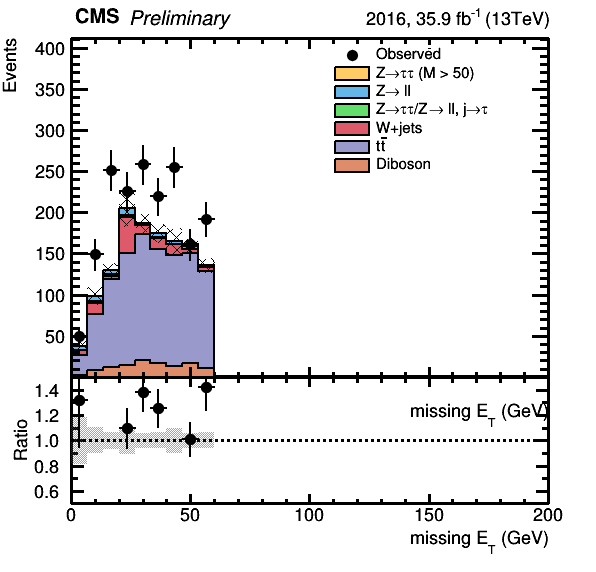 CMS Preliminary 2016, 35.9 fb⁻¹ (13TeV)
Events
400
350
300
250
200
150
100
50
Observed
Z→ττ (M > 50)
Z→ ll
Z→ττ/Z→ ll, j→τ
W+jets
tt̄
Diboson
Ratio
1.4
1.2
1.0
0.8
0.6
missing E_T (GeV)
0 50 100 150 200
missing E_T (GeV)